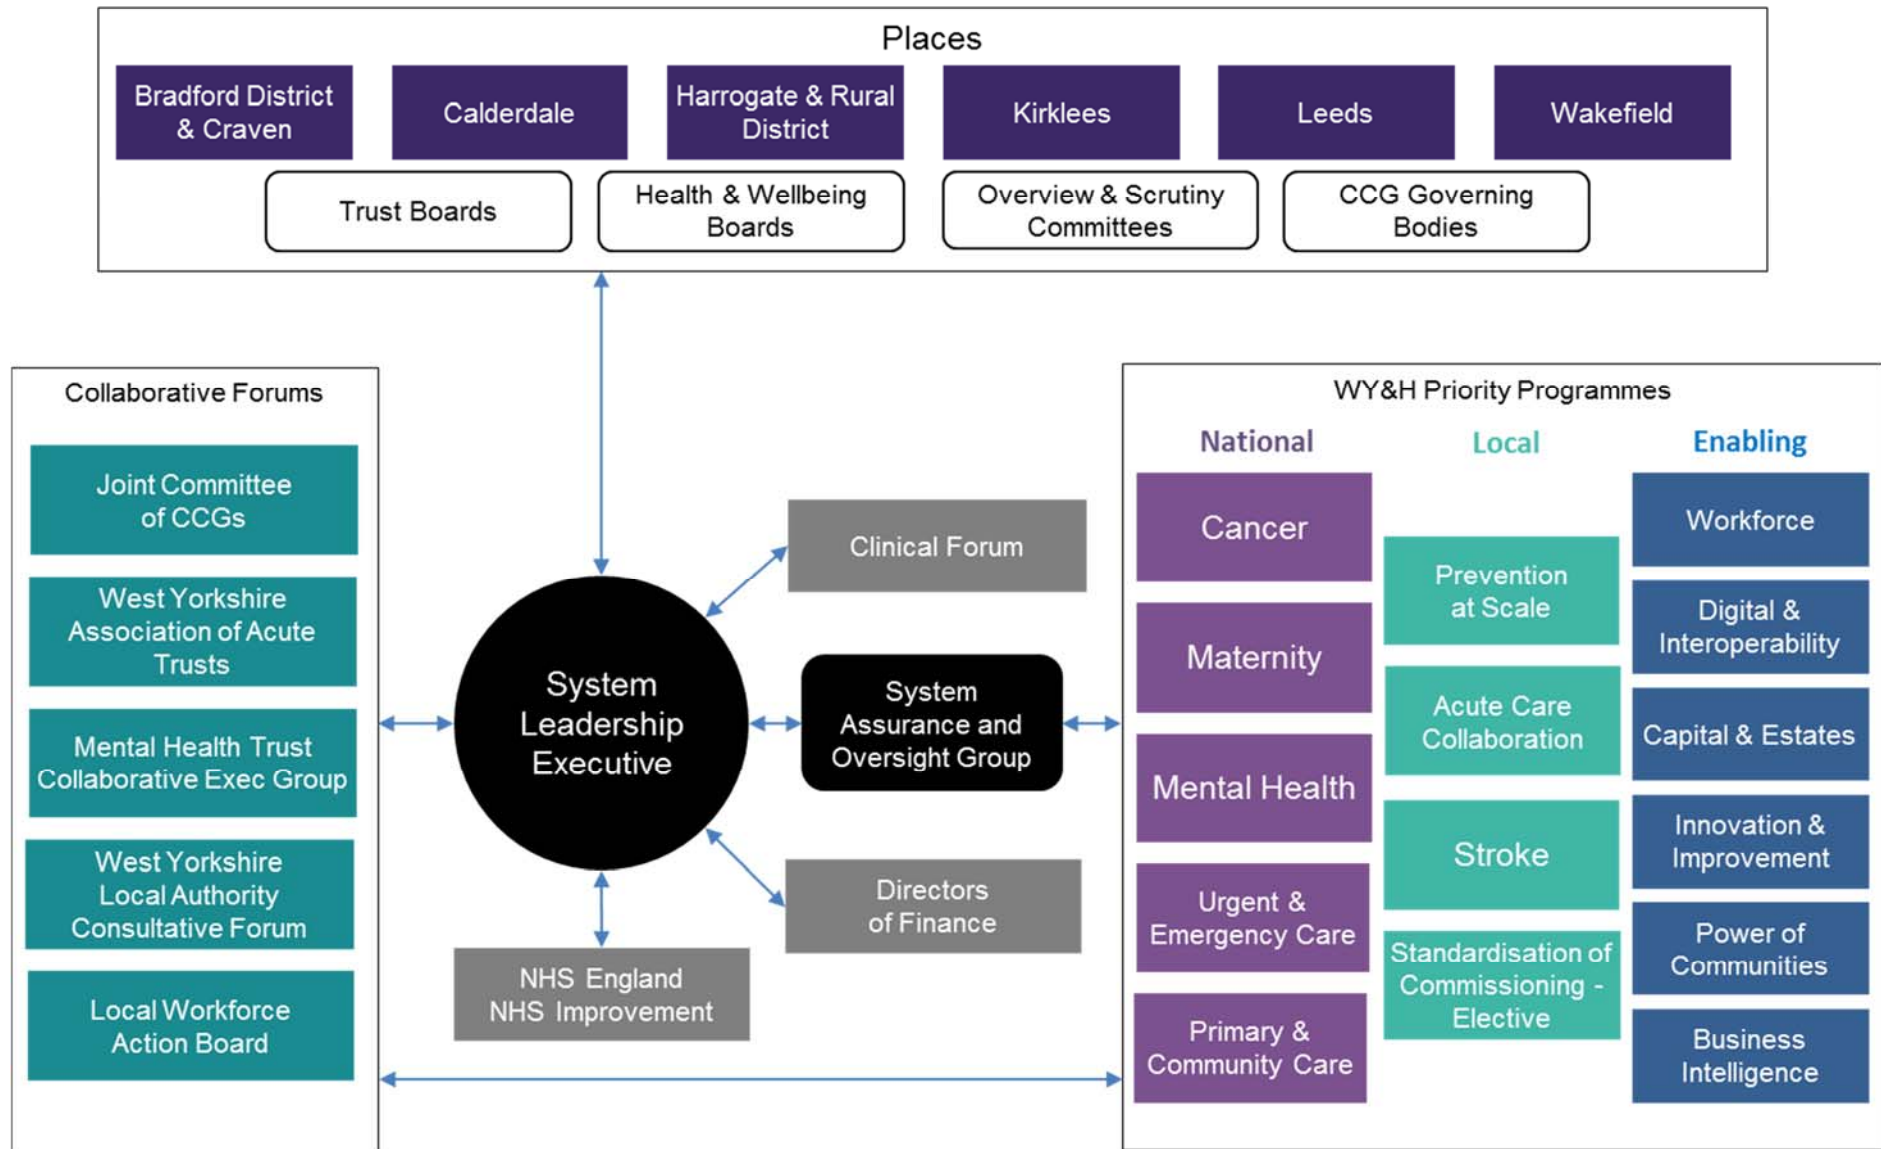 Places
Bradford District
& Craven
Calderdale
Harrogate & Rural
District
Kirklees
Leeds
Wakefield
Trust Boards
Health & Wellbeing
Boards
Overview & Scrutiny
Committees
CCG Governing
Bodies
Collaborative Forums
Joint Committee
of CCGs
West Yorkshire
Association of Acute
Trusts
Mental Health Trust
Collaborative Exec Group
West Yorkshire
Local Authority
Consultative Forum
Local Workforce
Action Board
System
Leadership
Executive
Clinical Forum
System
Assurance and
Oversight Group
Directors
of Finance
NHS England
NHS Improvement
WY&H Priority Programmes
National
Cancer
Maternity
Mental Health
Urgent &
Emergency Care
Primary &
Community Care
Local
Prevention
at Scale
Acute Care
Collaboration
Stroke
Standardisation of
Commissioning -
Elective
Enabling
Workforce
Digital &
Interoperability
Capital & Estates
Innovation &
Improvement
Power of
Communities
Business
Intelligence